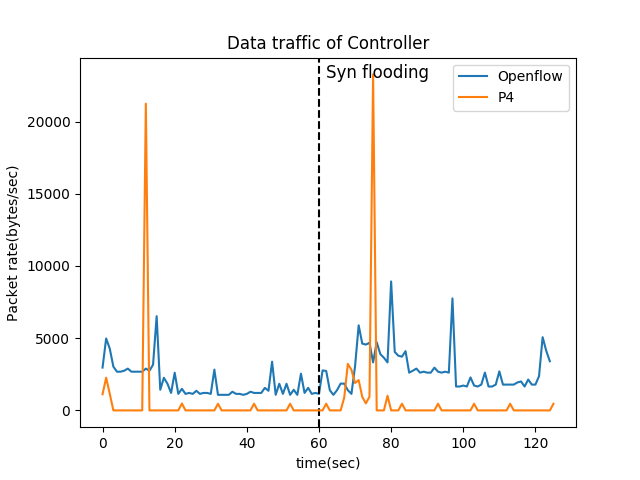 Data traffic of Controller
Syn flooding
Openflow
P4
Packet rate(bytes/sec)
20000
15000
10000
5000
0
0 20 40 60 80 100 120
time(sec)